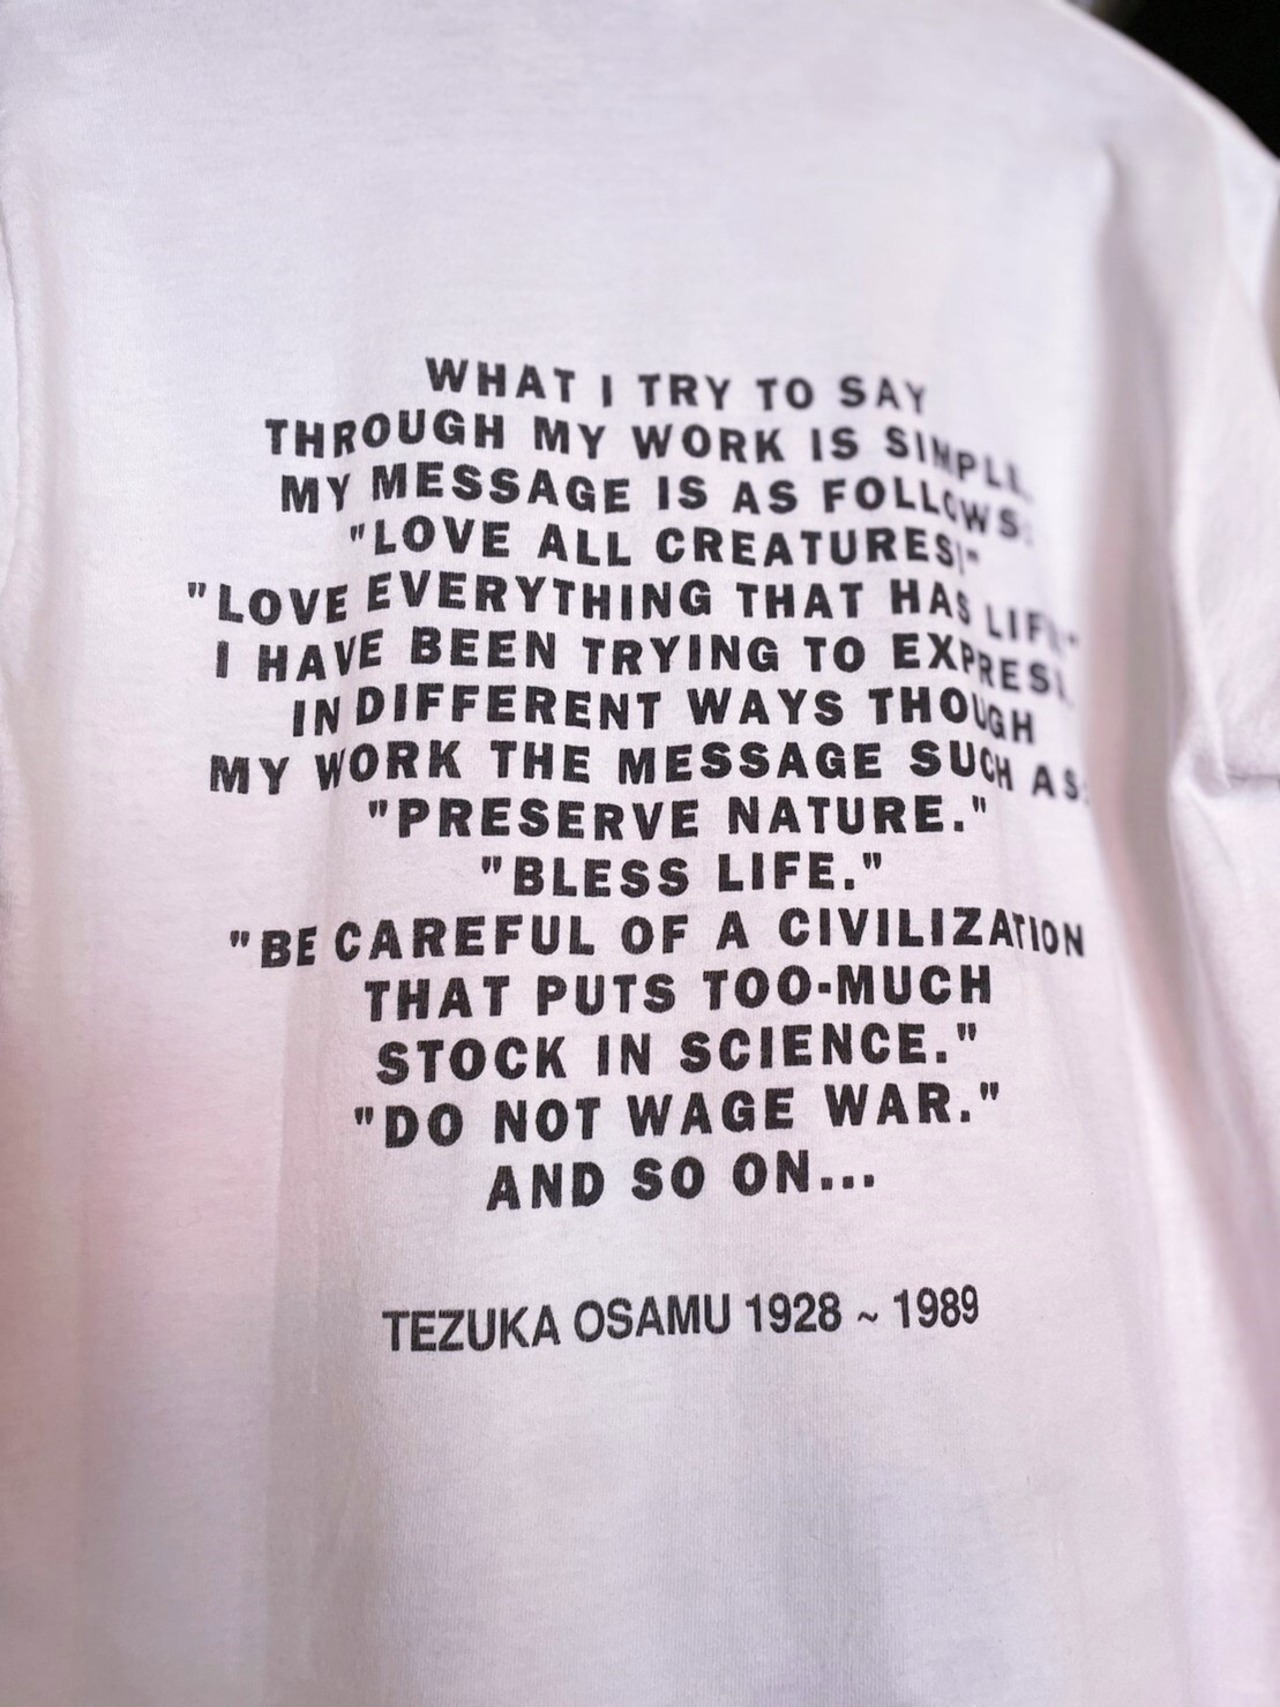 WHAT I TRY TO SAY
THROUGH MY WORK IS SIMPLE.
MY MESSAGE IS AS FOLLOWS:
"LOVE ALL CREATURES!"
"LOVE EVERYTHING THAT HAS LIFE."
I HAVE BEEN TRYING TO EXPRESS,
IN DIFFERENT WAYS THOUGH
MY WORK THE MESSAGE SUCH AS:
"PRESERVE NATURE."
"BLESS LIFE."
"BE CAREFUL OF A CIVILIZATION
THAT PUTS TOO-MUCH
STOCK IN SCIENCE."
"DO NOT WAGE WAR."
AND SO ON...
TEZUKA OSAMU 1928 ~ 1989